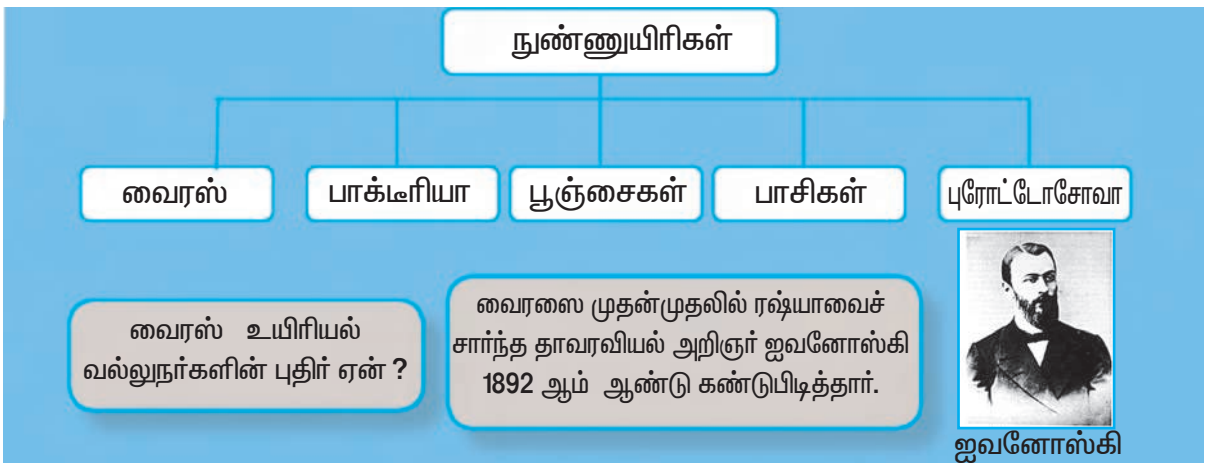 நுண்ணுயிரிகள்
வைரஸ்
பாக்டீரியா
பூஞ்சைகள்
பாசிகள்
புரோட்டோசோவா
வைரஸ் உயிரியல்
வல்லுநர்களின் புதிர் ஏன் ?
வைரஸை முதன்முதலில் ரஷ்யாவைச்
சார்ந்த தாவரவியல் அறிஞர் ஐவனோஸ்கி
1892 ஆம் ஆண்டு கண்டுபிடித்தார்.
ஐவனோஸ்கி